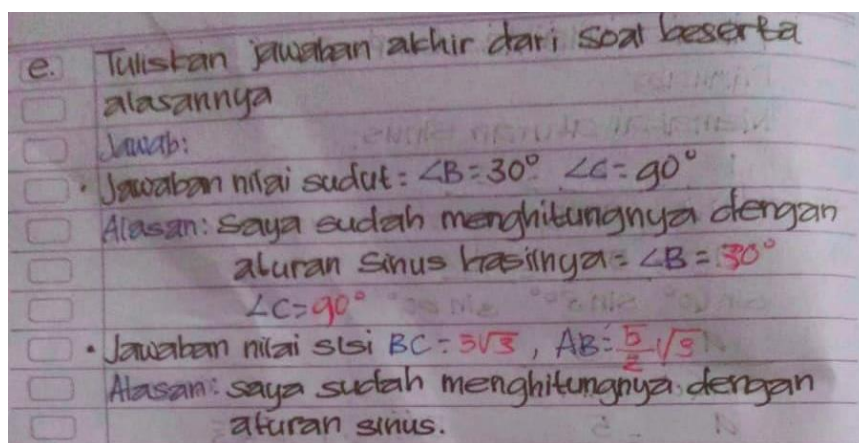 e. Tuliskan jawaban akhir dari soal beserta
alasannya
Jawab:
• Jawaban nilai sudut: ∠B = 30° ∠C = 90°
Alasan: Saya sudah menghitungnya dengan
aturan sinus hasilnya = ∠B = 30°
∠C = 90°
• Jawaban nilai sisi BC = 5√3, AB = 5/2 √3
Alasan: saya sudah menghitungnya dengan
aturan sinus.